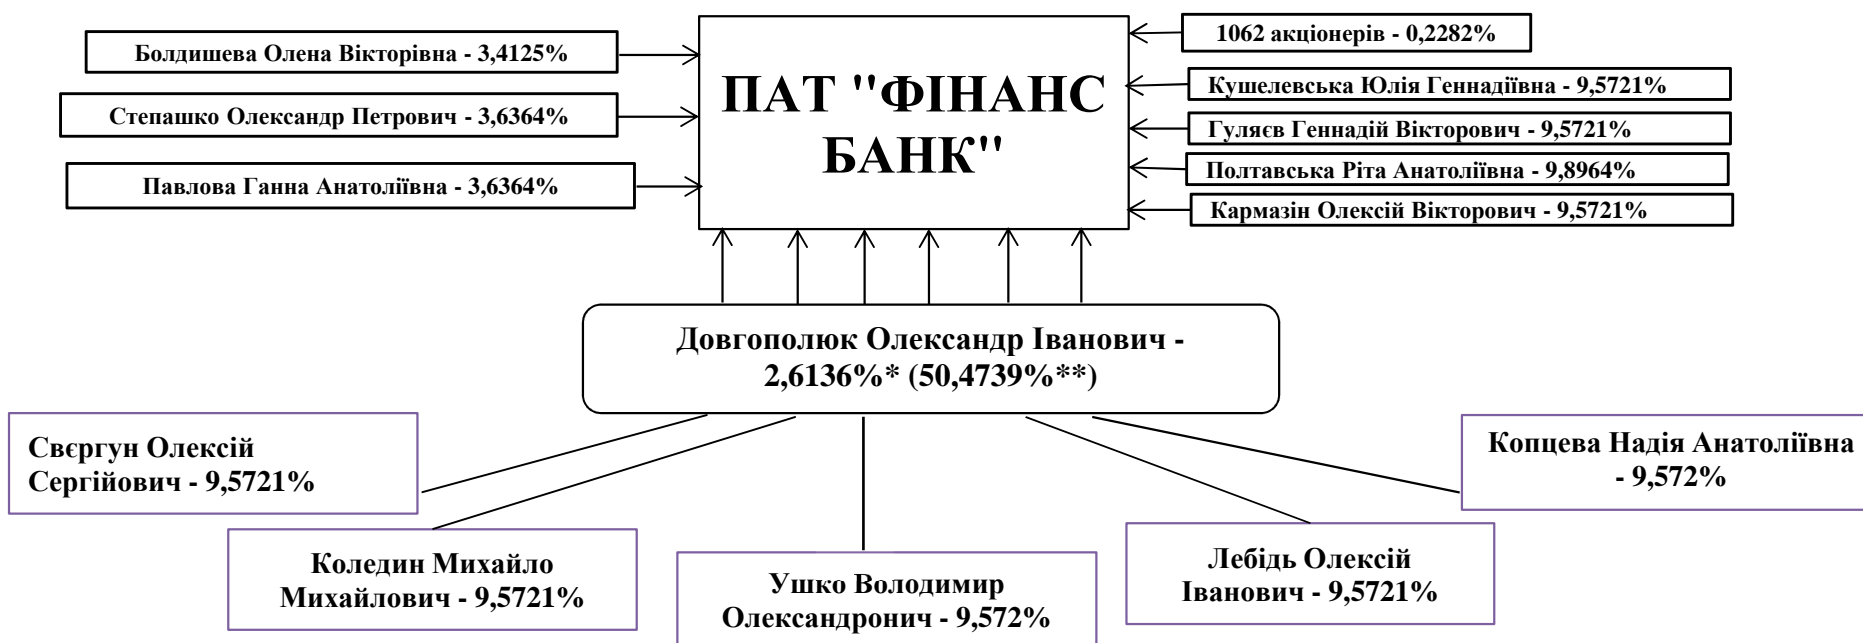 1062 акціонерів - 0,2282%
Болдишева Олена Вікторівна - 3,4125%
Степашко Олександр Петрович - 3,6364%
Павлова Ганна Анатоліївна - 3,6364%
ПАТ "ФІНАНС
БАНК"
Кушелевська Юлія Геннадіївна - 9,5721%
Гуляєв Геннадій Вікторович - 9,5721%
Полтавська Ріта Анатоліївна - 9,8964%
Кармазін Олексій Вікторович - 9,5721%
Довгополюк Олександр Іванович -
2,6136%* (50,4739%**)
Свєргун Олексій
Сергійович - 9,5721%
Коледин Михайло
Михайлович - 9,5721%
Ушко Володимир
Олександронич - 9,572%
Лебідь Олексій
Іванович - 9,5721%
Копцева Надія Анатоліївна
- 9,572%